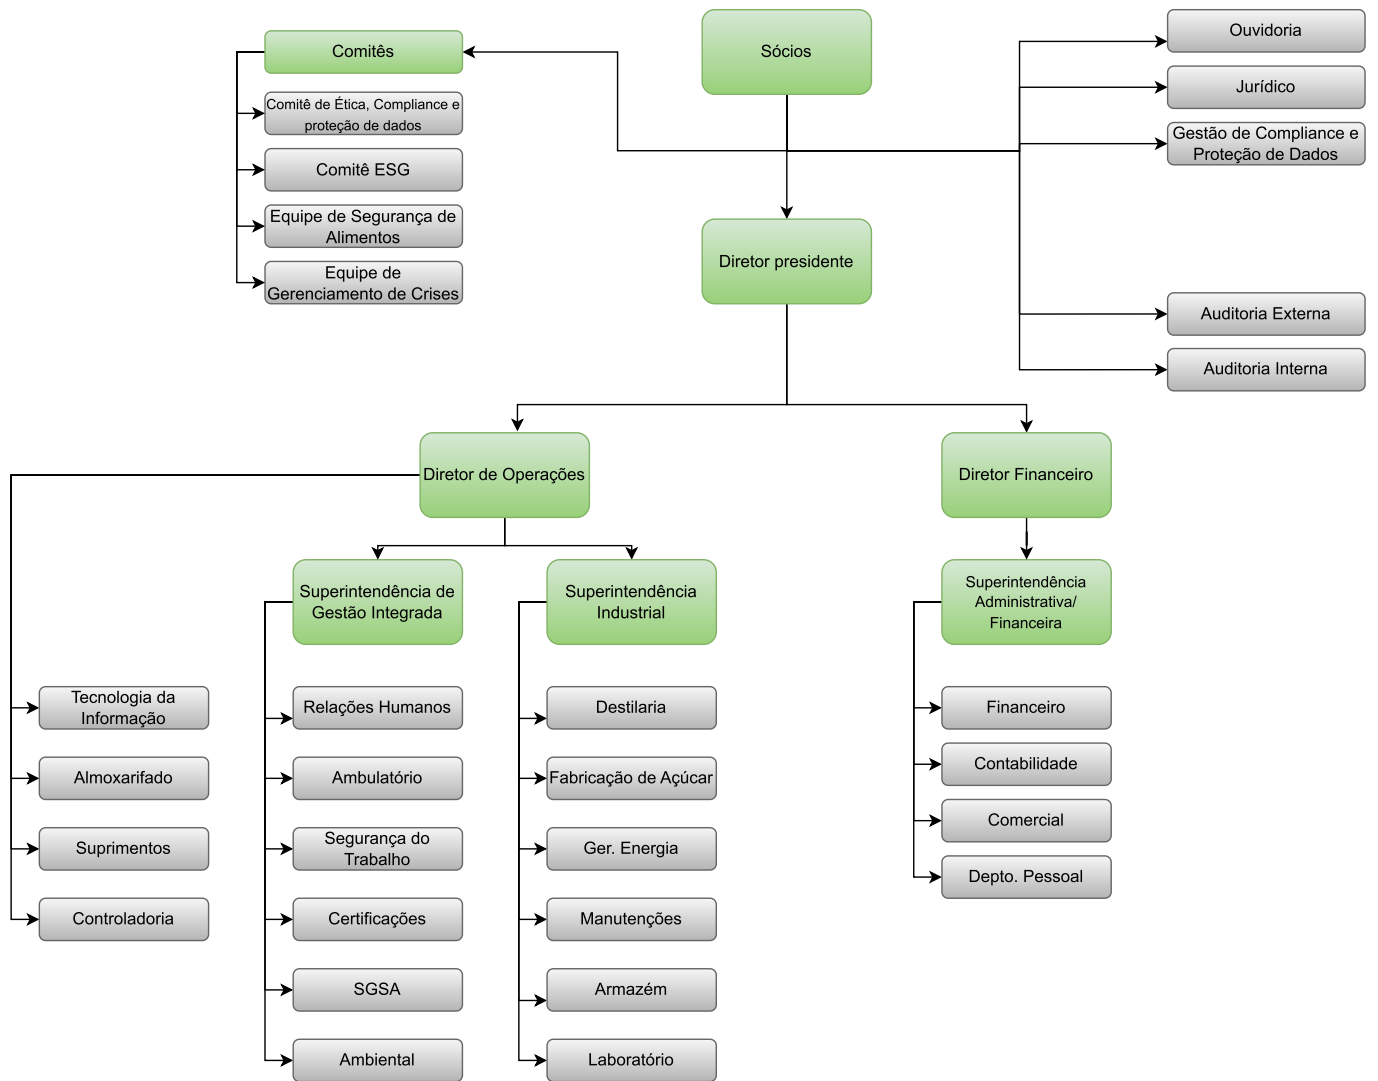 Sócios
Comitês
Comitê de Ética, Compliance e
proteção de dados
Comitê ESG
Equipe de Segurança de
Alimentos
Equipe de
Gerenciamento de Crises
Ouvidoria
Jurídico
Gestão de Compliance e
Proteção de Dados
Auditoria Externa
Auditoria Interna
Diretor presidente
Diretor de Operações
Diretor Financeiro
Tecnologia da
Informação
Almoxarifado
Suprimentos
Controladoria
Superintendência de
Gestão Integrada
Relações Humanos
Ambulatório
Segurança do
Trabalho
Certificações
SGSA
Ambiental
Superintendência
Industrial
Destilaria
Fabricação de Açúcar
Ger. Energia
Manutenções
Armazém
Laboratório
Superintendência
Administrativa/
Financeira
Financeiro
Contabilidade
Comercial
Depto. Pessoal